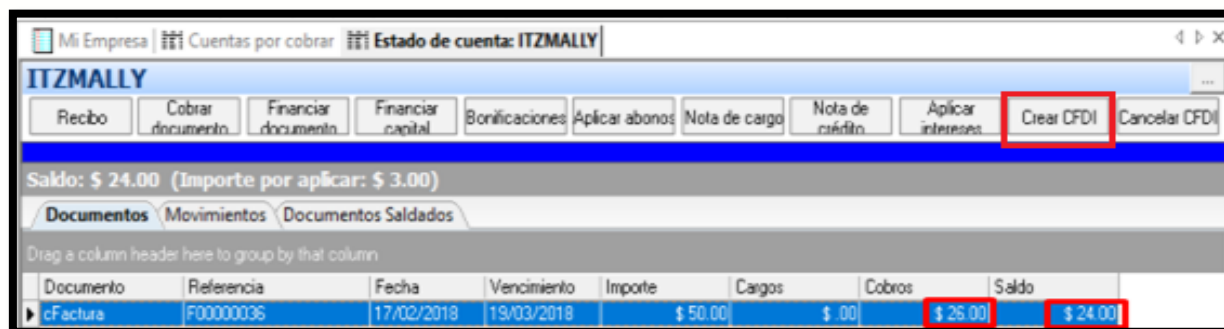 Mi Empresa Cuentas por cobrar Estado de cuenta: ITZMALLY
ITZMALLY ...
Recibo Cobrar documento Financiar documento Financiar capital Bonificaciones Aplicar abonos Nota de cargo Nota de crédito Aplicar intereses Crear CFDI Cancelar CFDI
Saldo: $ 24.00 (Importe por aplicar: $ 3.00)
Documentos Movimientos Documentos Saldados
Drag a column header here to group by that column
Documento Referencia Fecha Vencimiento Importe Cargos Cobros Saldo
cFactura F00000036 17/02/2018 19/03/2018 $ 50.00 $ .00 $ 26.00 $ 24.00